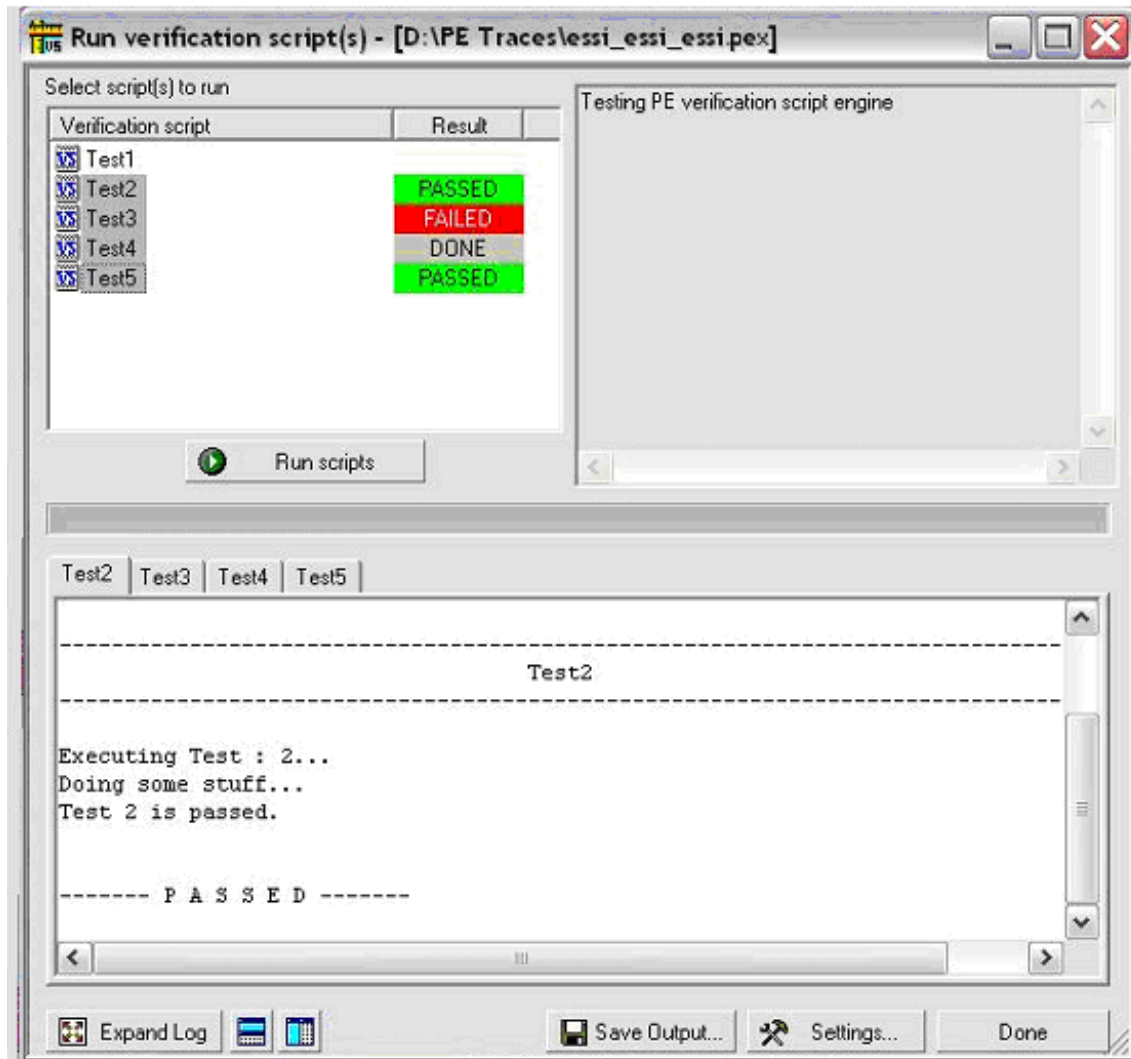 Run verification script(s) - [D:\PE Traces\essi_essi_essi.pex]
Select script(s) to run
Verification script Result
Test1
Test2 PASSED
Test3 FAILED
Test4 DONE
Test5 PASSED
Testing PE verification script engine
Run scripts
Test2 Test3 Test4 Test5
--------------------------------------------------------------------------------
Test2
--------------------------------------------------------------------------------
Executing Test : 2...
Doing some stuff...
Test 2 is passed.
------- P A S S E D -------
Expand Log Save Output... Settings... Done